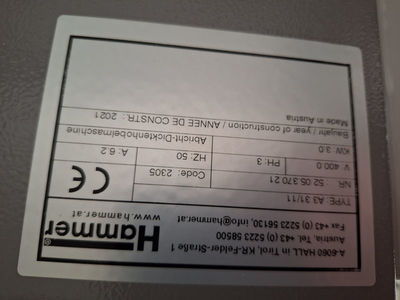 Hammer®
www.hammer.at
A-6060 HALL in Tirol, KR-Felder-Straße 1
Austria, Tel. +43 (0) 5223 58500
Fax +43 (0) 5223 56130, info@hammer.at
CE
TYPE: A3 31/11
NR: 52.05.370.21
Code: 2305
V: 400.0
PH: 3
HZ: 50
A: 6.2
KW: 3.0
Abricht-Dicktenhobelmaschine
Baujahr / year of construction / ANNEE DE CONSTR.: 2021
Made in Austria